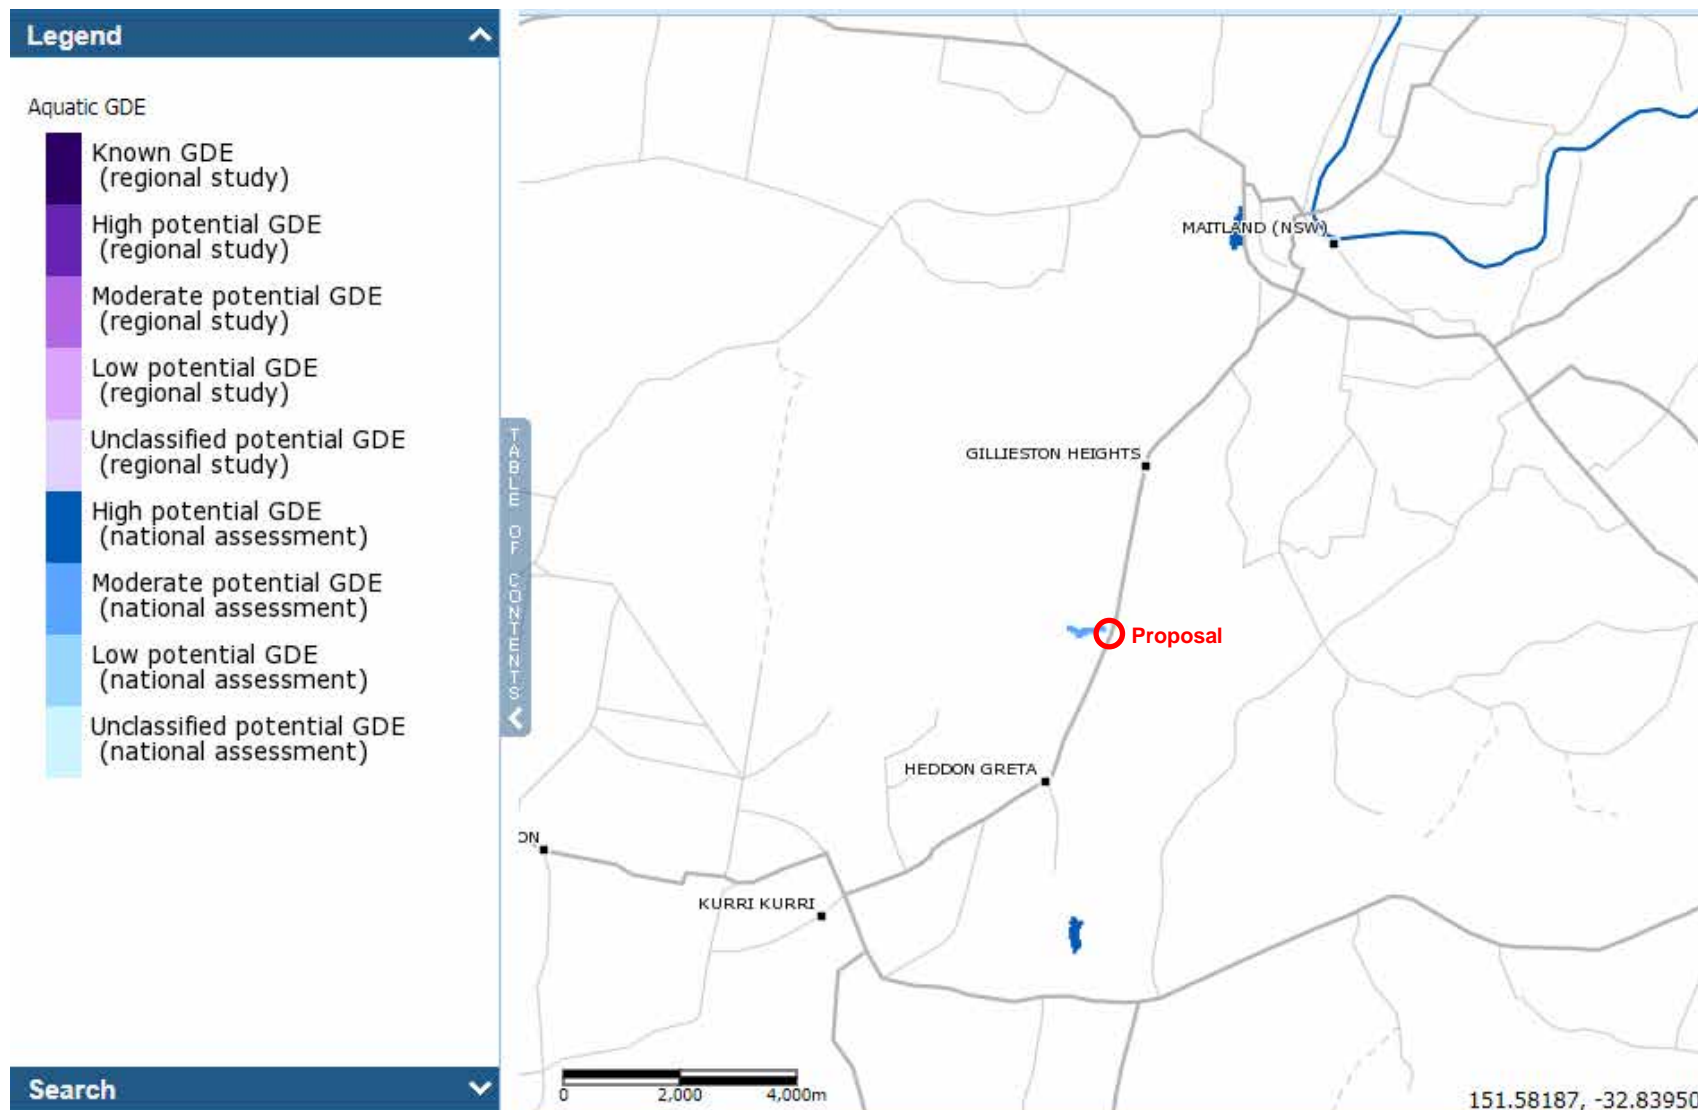 Legend
Aquatic GDE
Known GDE
(regional study)
High potential GDE
(regional study)
Moderate potential GDE
(regional study)
Low potential GDE
(regional study)
Unclassified potential GDE
(regional study)
High potential GDE
(national assessment)
Moderate potential GDE
(national assessment)
Low potential GDE
(national assessment)
Unclassified potential GDE
(national assessment)
Search
TABLE OF CONTENTS
MAITLAND (NSW)
GILLIESTON HEIGHTS
Proposal
HEDDON GRETA
ON
KURRI KURRI
0 2,000 4,000m
151.58187, -32.83950